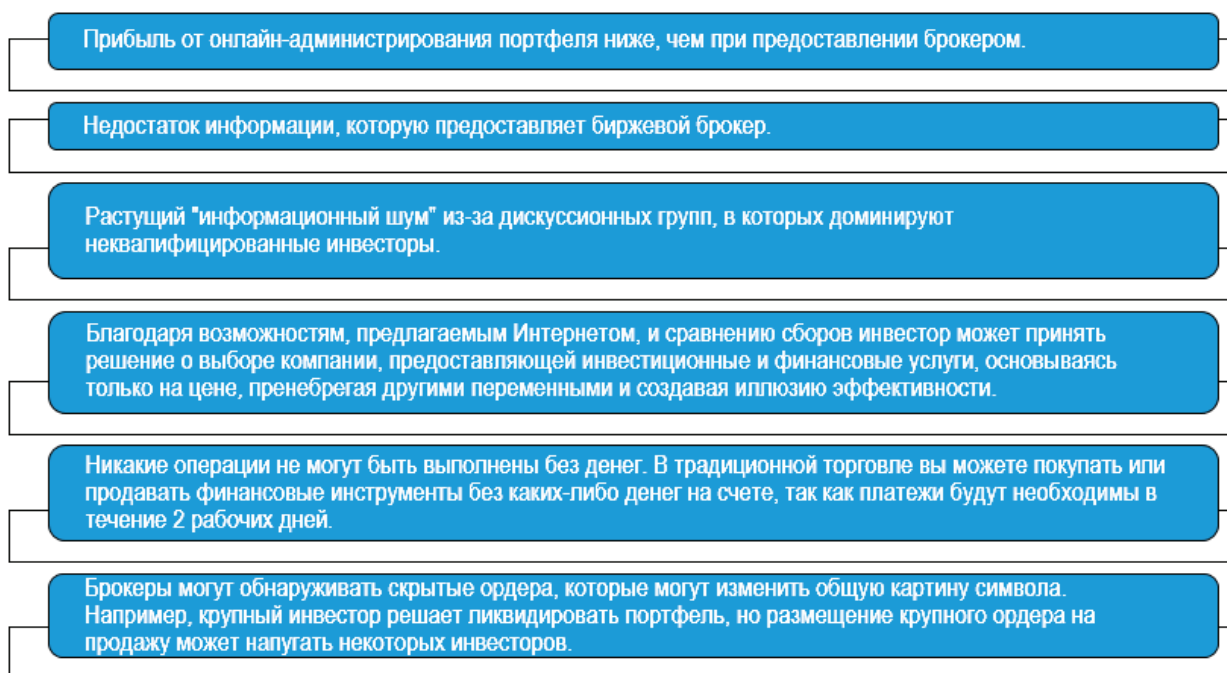 Прибыль от онлайн-администрирования портфеля ниже, чем при предоставлении брокером.
Недостаток информации, которую предоставляет биржевой брокер.
Растущий "информационный шум" из-за дискуссионных групп, в которых доминируют
неквалифицированные инвесторы.
Благодаря возможностям, предлагаемым Интернетом, и сравнению сборов инвестор может принять
решение о выборе компании, предоставляющей инвестиционные и финансовые услуги, основываясь
только на цене, пренебрегая другими переменными и создавая иллюзию эффективности.
Никакие операции не могут быть выполнены без денег. В традиционной торговле вы можете покупать или
продавать финансовые инструменты без каких-либо денег на счете, так как платежи будут необходимы в
течение 2 рабочих дней.
Брокеры могут обнаруживать скрытые ордера, которые могут изменить общую картину символа.
Например, крупный инвестор решает ликвидировать портфель, но размещение крупного ордера на
продажу может напугать некоторых инвесторов.